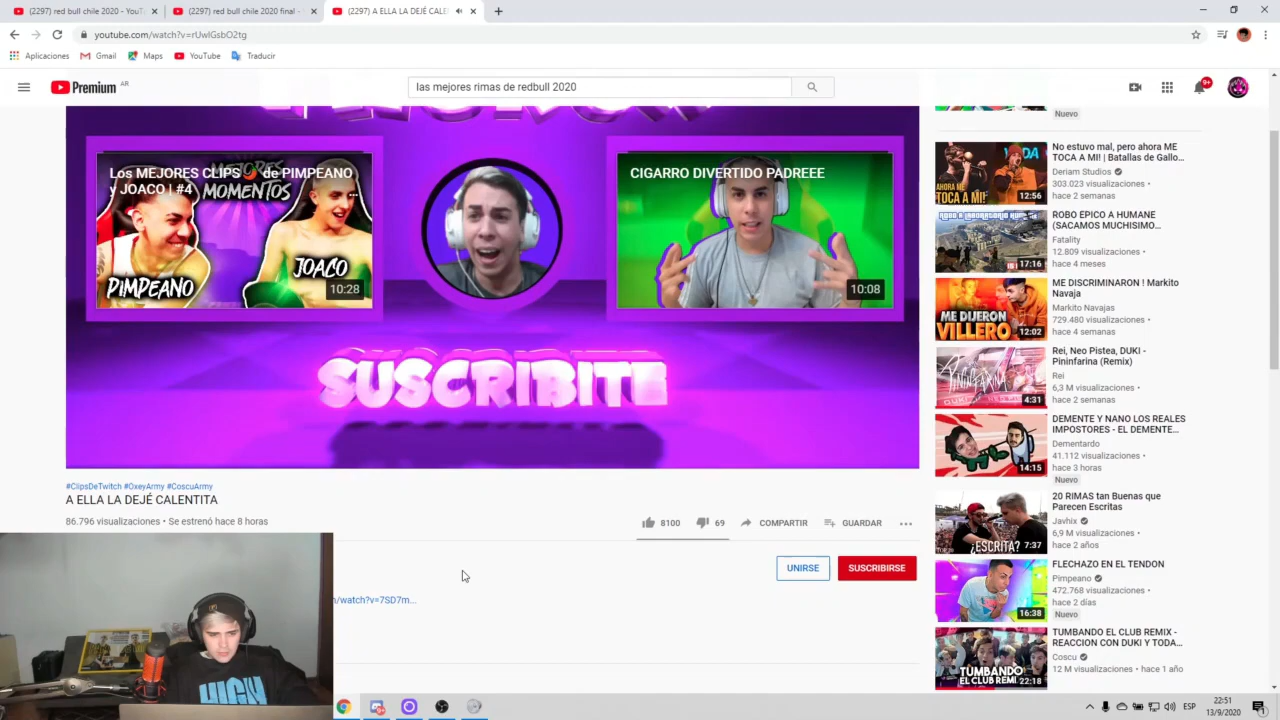 (2297) red bull chile 2020 - YouT
(2297) red bull chile 2020 final -
(2297) A ELLA LA DEJÉ CALE
youtube.com/watch?v=rUwIGsbO2tg
Aplicaciones
Gmail
Maps
YouTube
Traducir
Premium AR
las mejores rimas de redbull 2020
9+
Los MEJORES CLIPS de PIMPEANO
y JOACO | #4
MEJORES
MOMENTOS
PIMPEANO
JOACO
10:28
CIGARRO DIVERTIDO PADREEE
10:08
SUSCRIBITE
#ClipsDeTwitch #OxeyArmy #CoscuArmy
A ELLA LA DEJÉ CALENTITA
86.796 visualizaciones • Se estrenó hace 8 horas
8100
69
COMPARTIR
GUARDAR
UNIRSE
SUSCRIBIRSE
/watch?v=7SD7m...
Nuevo
AHORA ME
TOCA A MI!
12:56
No estuvo mal, pero ahora ME
TOCA A MI! | Batallas de Gallo...
Deriam Studios
303.023 visualizaciones •
hace 2 semanas
17:16
ROBO EPICO A HUMANE
(SACAMOS MUCHISIMO...
Fatality
12.809 visualizaciones •
hace 4 meses
ME DIJERON
VILLERO
12:02
ME DISCRIMINARON ! Markito
Navaja
Markito Navajas
729.480 visualizaciones •
hace 4 semanas
PININFARINA
4:31
Rei, Neo Pistea, DUKI -
Pininfarina (Remix)
Rei
6,3 M visualizaciones •
hace 2 semanas
14:15
DEMENTE Y NANO LOS REALES
IMPOSTORES - EL DEMENTE...
Dementardo
41.112 visualizaciones •
hace 3 horas
Nuevo
¿ESCRITA?
7:37
20 RIMAS tan Buenas que
Parecen Escritas
Javhix
6,9 M visualizaciones •
hace 2 años
16:38
FLECHAZO EN EL TENDON
Pimpeano
472.768 visualizaciones •
hace 2 días
Nuevo
TUMBANDO
EL CLUB REMI
22:18
TUMBANDO EL CLUB REMIX -
REACCION CON DUKI Y TODA...
Coscu
12 M visualizaciones • hace 1 año
ESP
22:51
13/9/2020